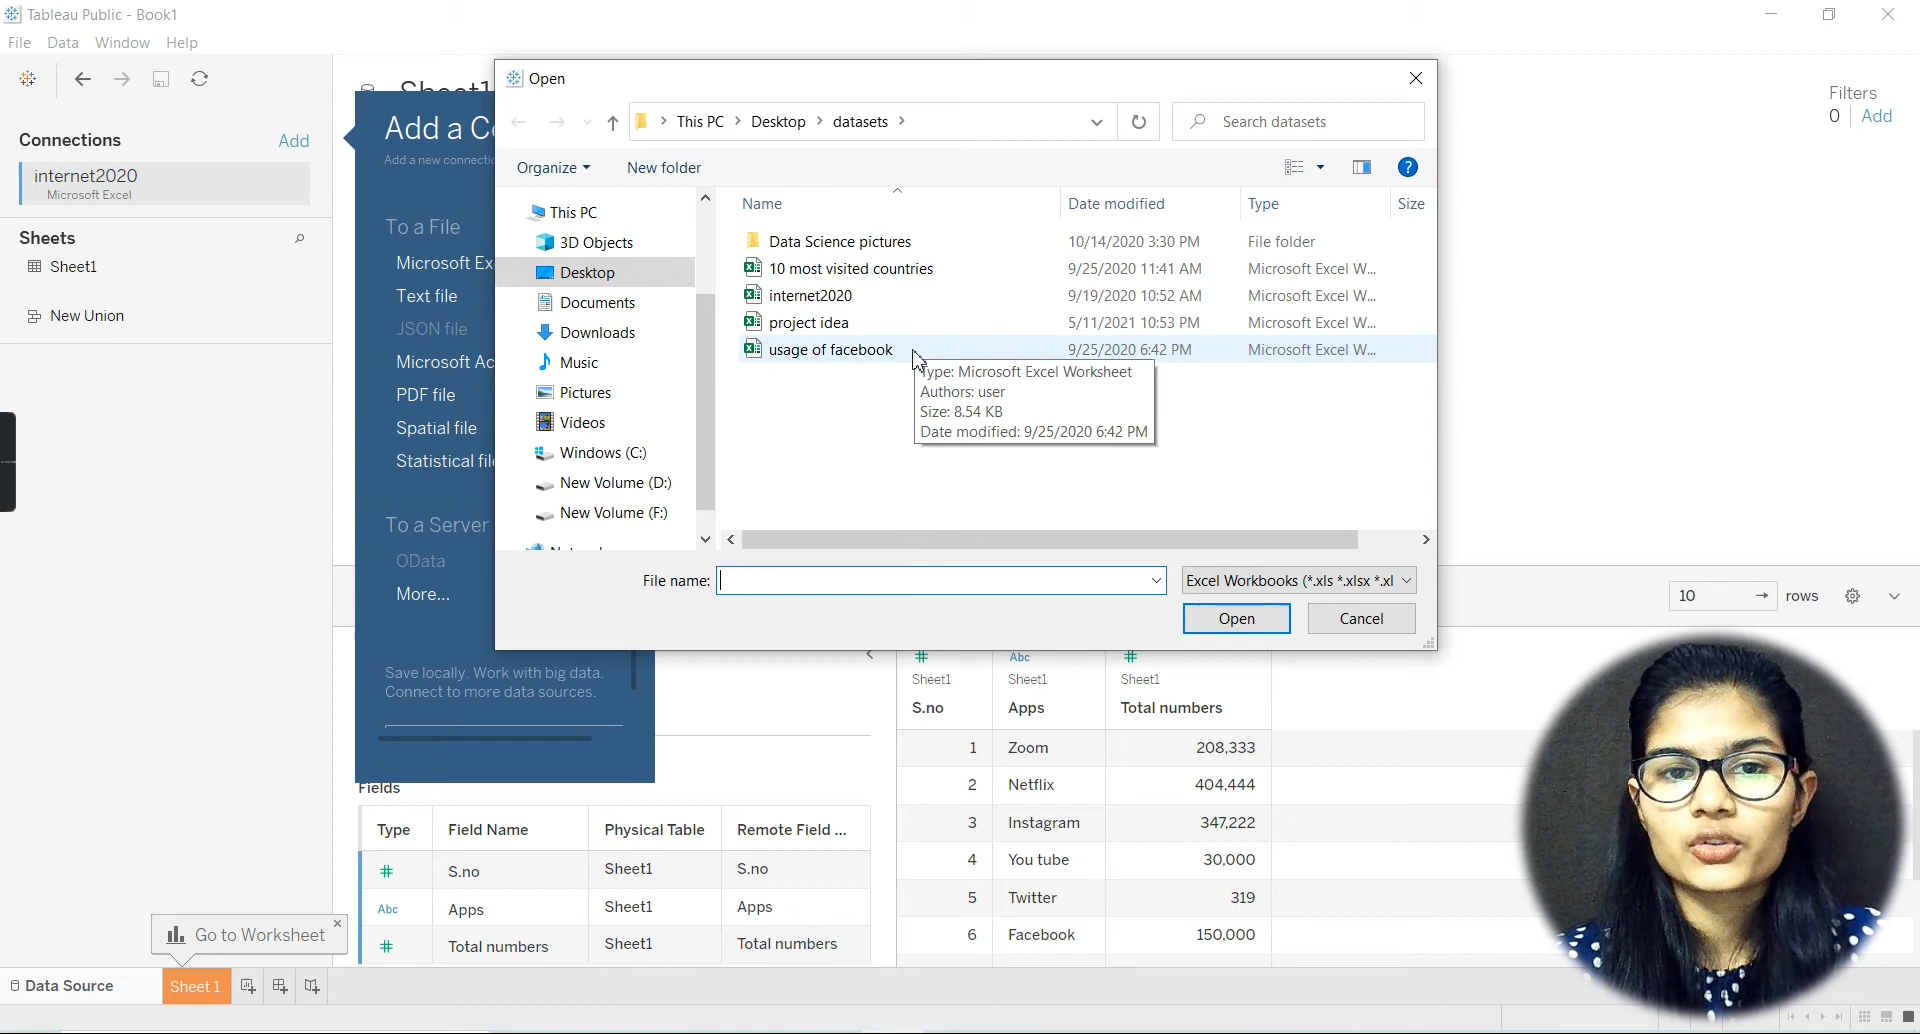 Tableau Public - Book1
File Data Window Help
Connections Add
internet2020
Microsoft Excel
Sheets
Sheet1
New Union
Sheet1
Filters
0 Add
Add a C
Add a new connectio
To a File
Microsoft Ex
Text file
JSON file
Microsoft Ac
PDF file
Spatial file
Statistical file
To a Server
OData
More...
Save locally. Work with big data.
Connect to more data sources.
Open
This PC Desktop datasets
Search datasets
Organize New folder
This PC
3D Objects
Desktop
Documents
Downloads
Music
Pictures
Videos
Windows (C:)
New Volume (D:)
New Volume (F:)
Name Date modified Type Size
Data Science pictures 10/14/2020 3:30 PM File folder
10 most visited countries 9/25/2020 11:41 AM Microsoft Excel W...
internet2020 9/19/2020 10:52 AM Microsoft Excel W...
project idea 5/11/2021 10:53 PM Microsoft Excel W...
usage of facebook 9/25/2020 6:42 PM Microsoft Excel W...
Type: Microsoft Excel Worksheet
Authors: user
Size: 8.54 KB
Date modified: 9/25/2020 6:42 PM
File name:
Excel Workbooks (*.xls *.xlsx *.xl
Open Cancel
10 rows
Fields
Type Field Name Physical Table Remote Field ...
S.no Sheet1 S.no
Abc Apps Sheet1 Apps
Total numbers Sheet1 Total numbers
# Abc #
Sheet1 Sheet1 Sheet1
S.no Apps Total numbers
1 Zoom 208,333
2 Netflix 404,444
3 Instagram 347,222
4 You tube 30,000
5 Twitter 319
6 Facebook 150,000
Go to Worksheet
Data Source Sheet 1